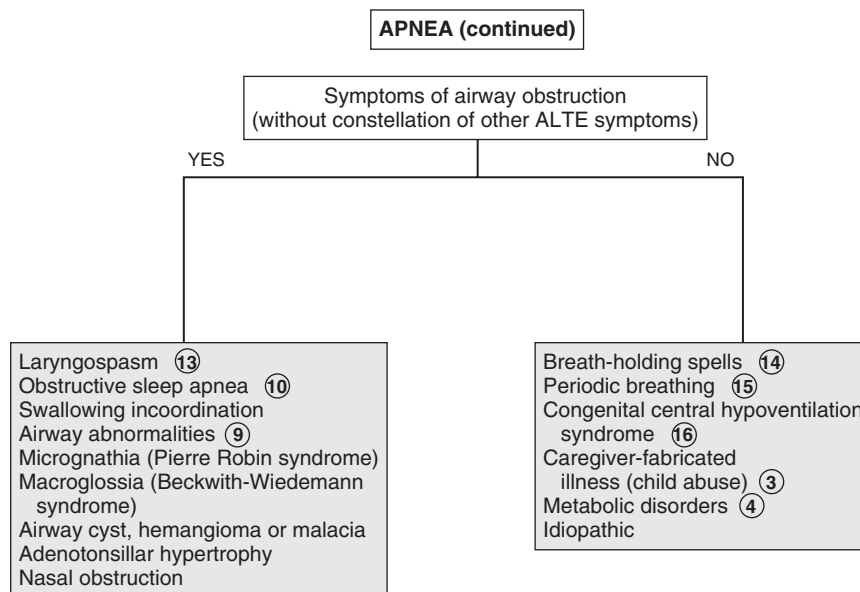 APNEA (continued)
Symptoms of airway obstruction
(without constellation of other ALTE symptoms)
YES
NO
Laryngospasm 13
Obstructive sleep apnea 10
Swallowing incoordination
Airway abnormalities 9
Micrognathia (Pierre Robin syndrome)
Macroglossia (Beckwith-Wiedemann
syndrome)
Airway cyst, hemangioma or malacia
Adenotonsillar hypertrophy
Nasal obstruction
Breath-holding spells 14
Periodic breathing 15
Congenital central hypoventilation
syndrome 16
Caregiver-fabricated
illness (child abuse) 3
Metabolic disorders 4
Idiopathic